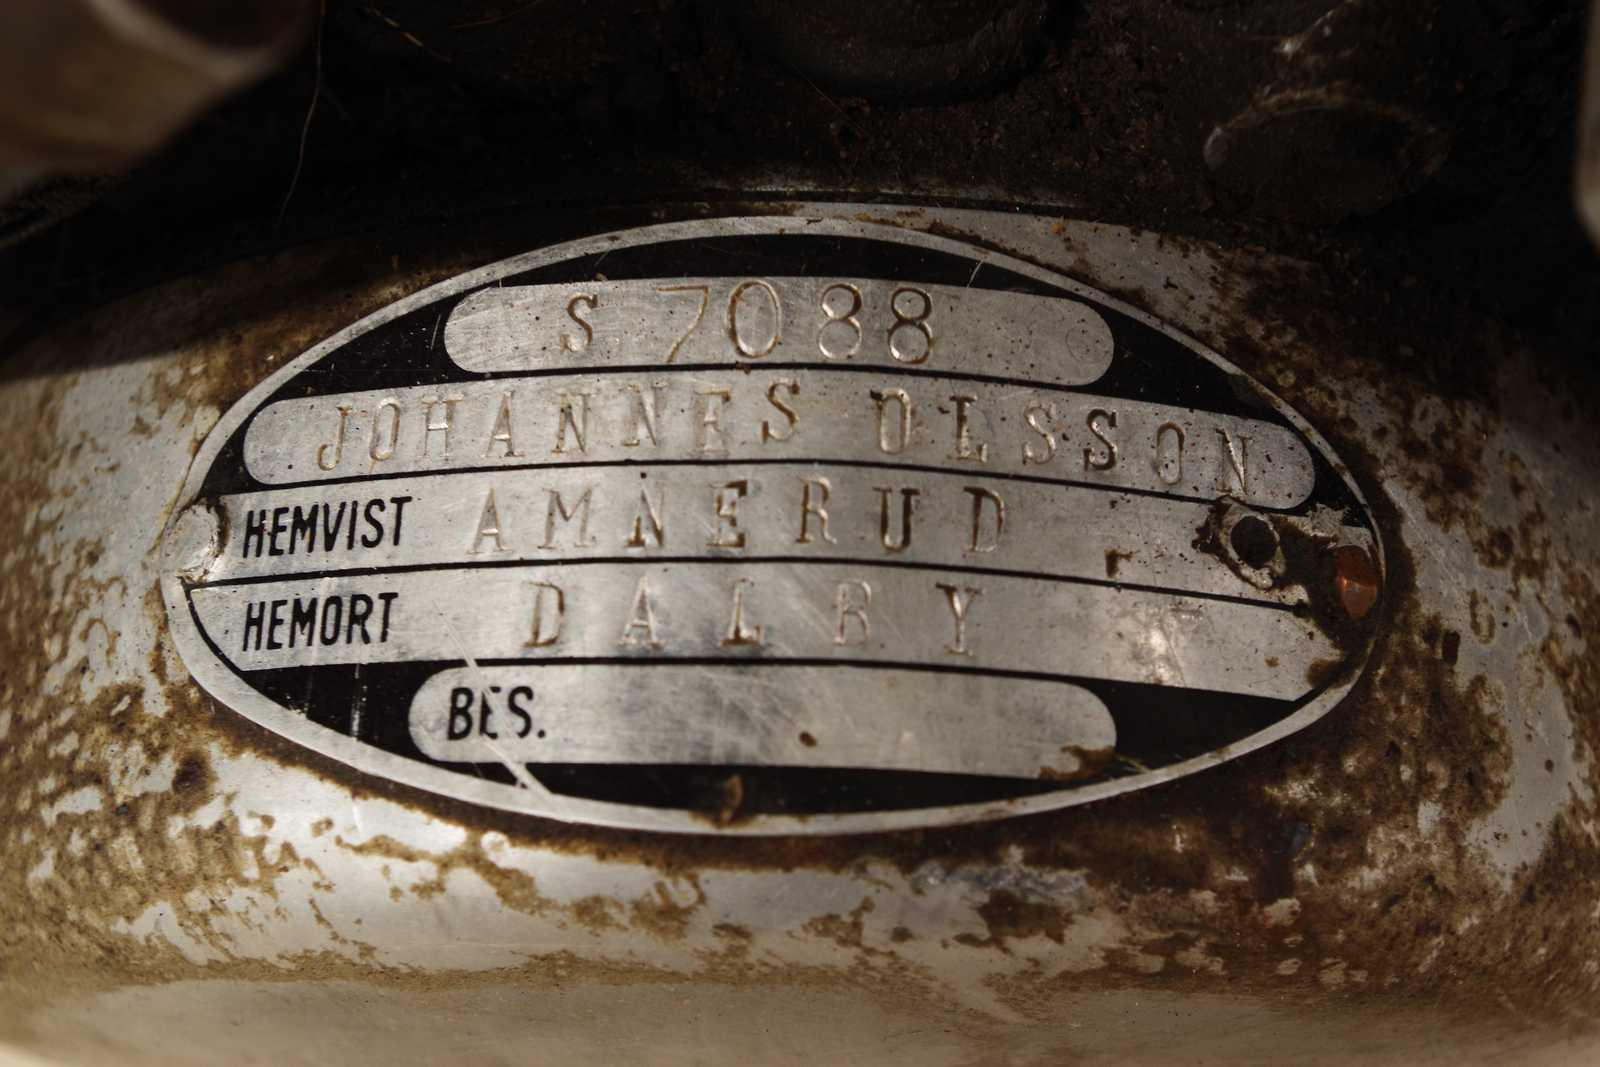 S 7088
JOHANNES OLSSON
HEMVIST AMNERUD
HEMORT DALBY
BES.